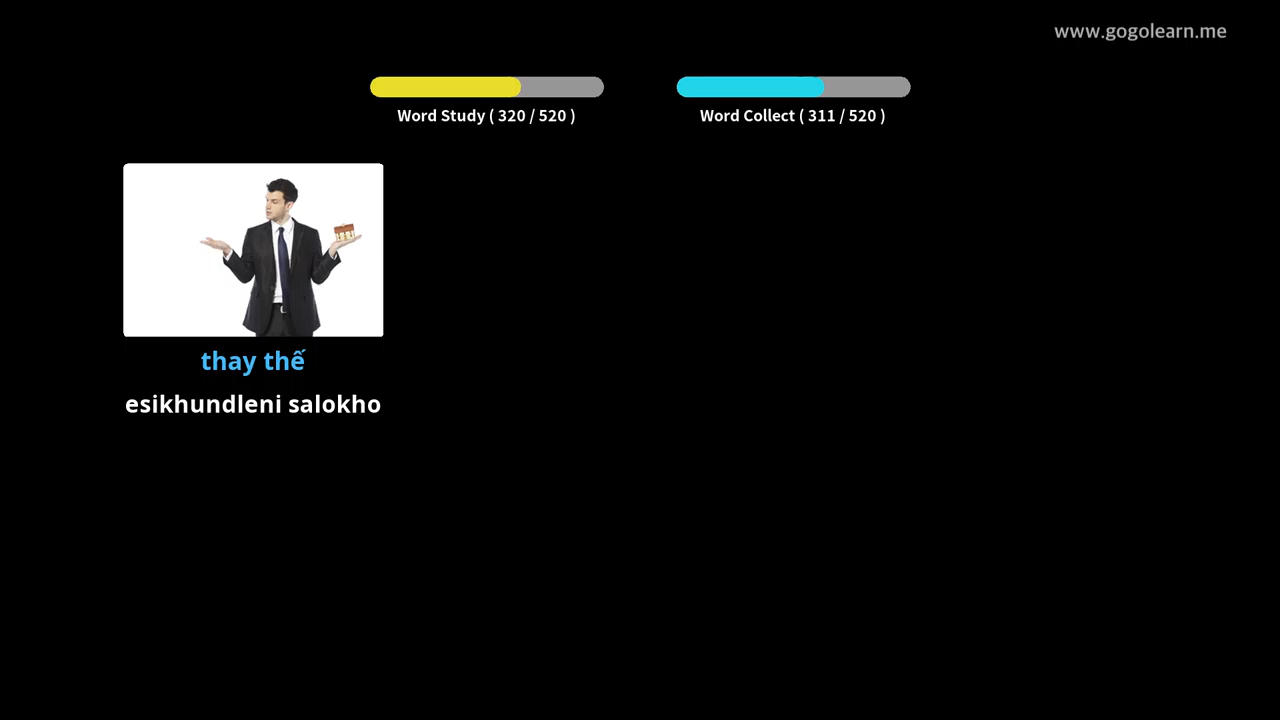 www.gogolearn.me
Word Study ( 320 / 520 )
Word Collect ( 311 / 520 )
thay thế
esikhundleni salokho